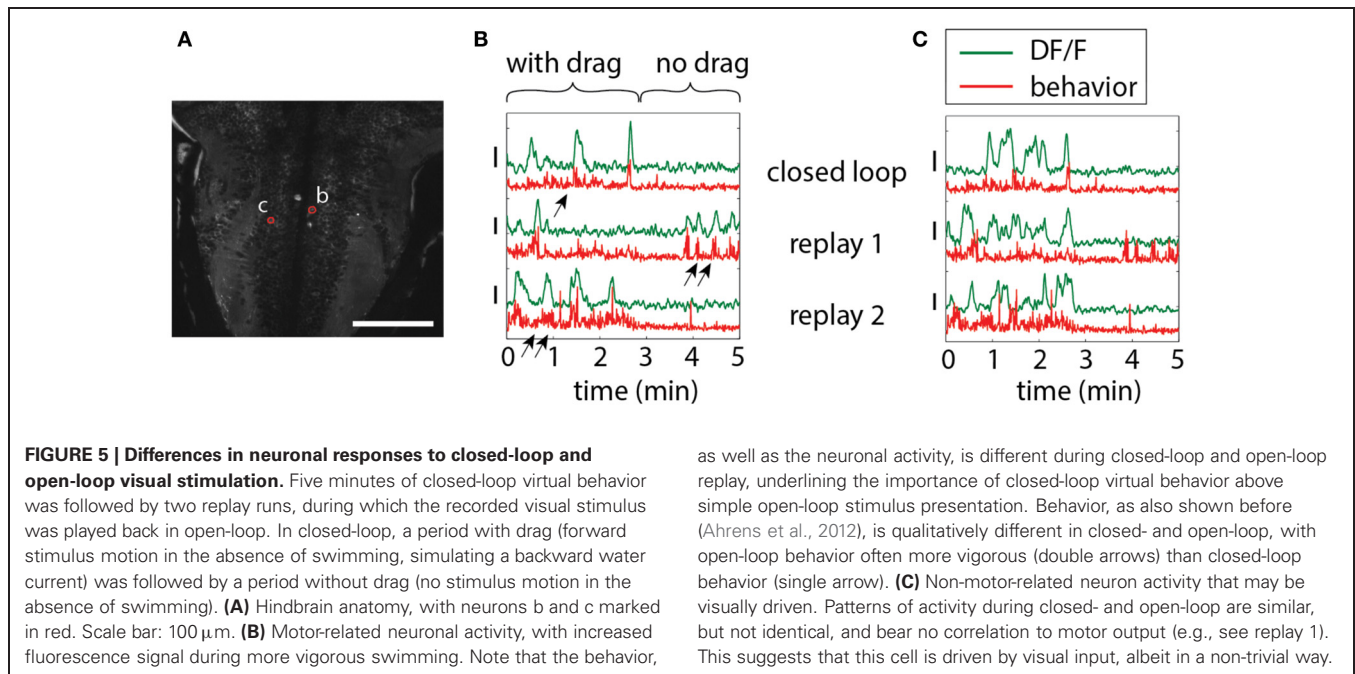 A
B
C
with drag
no drag
DF/F
behavior
c
b
closed loop
replay 1
replay 2
0 1 2 3 4 5
time (min)
0 1 2 3 4 5
time (min)
FIGURE 5 | Differences in neuronal responses to closed-loop and
open-loop visual stimulation. Five minutes of closed-loop virtual behavior
was followed by two replay runs, during which the recorded visual stimulus
was played back in open-loop. In closed-loop, a period with drag (forward
stimulus motion in the absence of swimming, simulating a backward water
current) was followed by a period without drag (no stimulus motion in the
absence of swimming). (A) Hindbrain anatomy, with neurons b and c marked
in red. Scale bar: 100 μm. (B) Motor-related neuronal activity, with increased
fluorescence signal during more vigorous swimming. Note that the behavior,
as well as the neuronal activity, is different during closed-loop and open-loop
replay, underlining the importance of closed-loop virtual behavior above
simple open-loop stimulus presentation. Behavior, as also shown before
(Ahrens et al., 2012), is qualitatively different in closed- and open-loop, with
open-loop behavior often more vigorous (double arrows) than closed-loop
behavior (single arrow). (C) Non-motor-related neuron activity that may be
visually driven. Patterns of activity during closed- and open-loop are similar,
but not identical, and bear no correlation to motor output (e.g., see replay 1).
This suggests that this cell is driven by visual input, albeit in a non-trivial way.